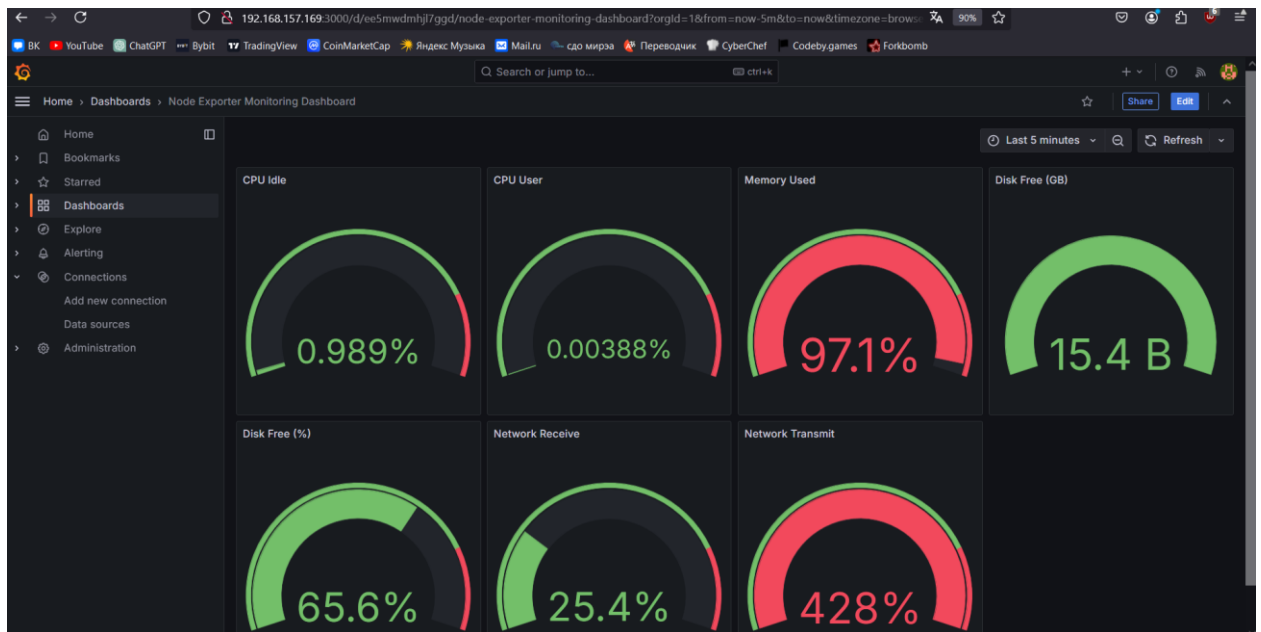 192.168.157.169:3000/d/ee5mwdmhjl7ggd/node-exporter-monitoring-dashboard?orgId=1&from=now-5m&to=now&timezone=browse
90%
ВК YouTube ChatGPT Bybit TradingView CoinMarketCap Яндекс Музыка Mail.ru сдо мирэа Переводчик CyberChef Codeby.games Forkbomb
Search or jump to... ctrl+k
Home › Dashboards › Node Exporter Monitoring Dashboard Share Edit
Home
Last 5 minutes Refresh
Bookmarks
Starred
Dashboards
Explore
Alerting
Connections
Add new connection
Data sources
Administration
CPU Idle
0.989%
CPU User
0.00388%
Memory Used
97.1%
Disk Free (GB)
15.4 B
Disk Free (%)
65.6%
Network Receive
25.4%
Network Transmit
428%